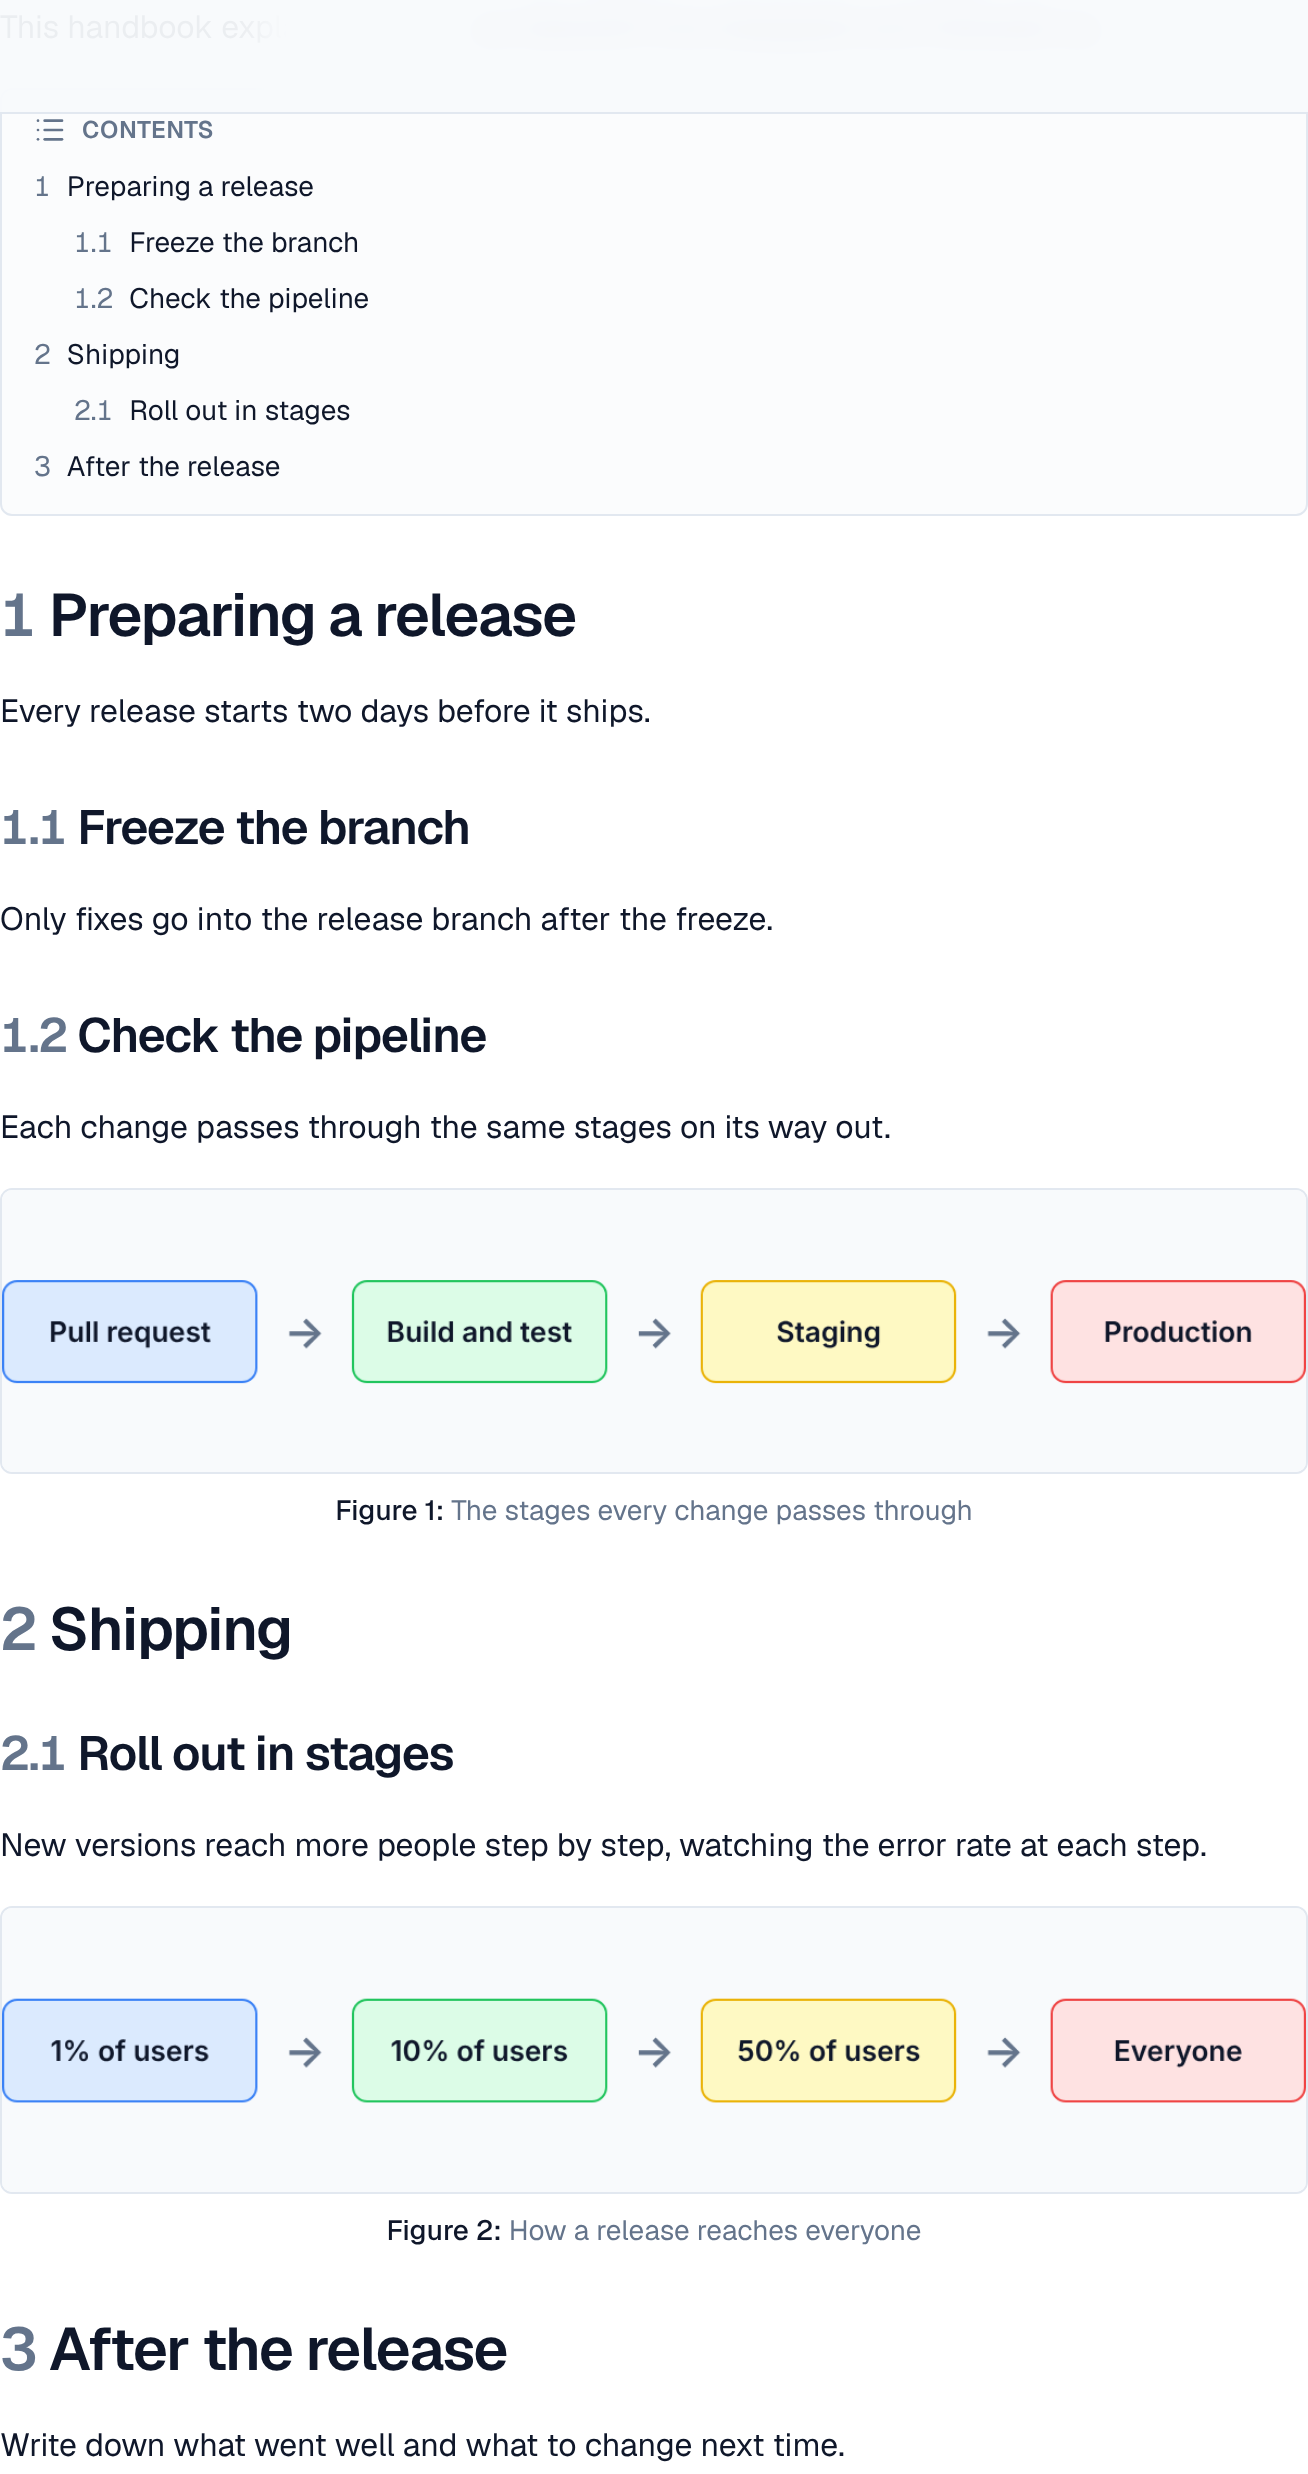 This handbook
CONTENTS
1 Preparing a release
1.1 Freeze the branch
1.2 Check the pipeline
2 Shipping
2.1 Roll out in stages
3 After the release
1 Preparing a release
Every release starts two days before it ships.
1.1 Freeze the branch
Only fixes go into the release branch after the freeze.
1.2 Check the pipeline
Each change passes through the same stages on its way out.
Pull request → Build and test → Staging → Production
Figure 1: The stages every change passes through
2 Shipping
2.1 Roll out in stages
New versions reach more people step by step, watching the error rate at each step.
1% of users → 10% of users → 50% of users → Everyone
Figure 2: How a release reaches everyone
3 After the release
Write down what went well and what to change next time.